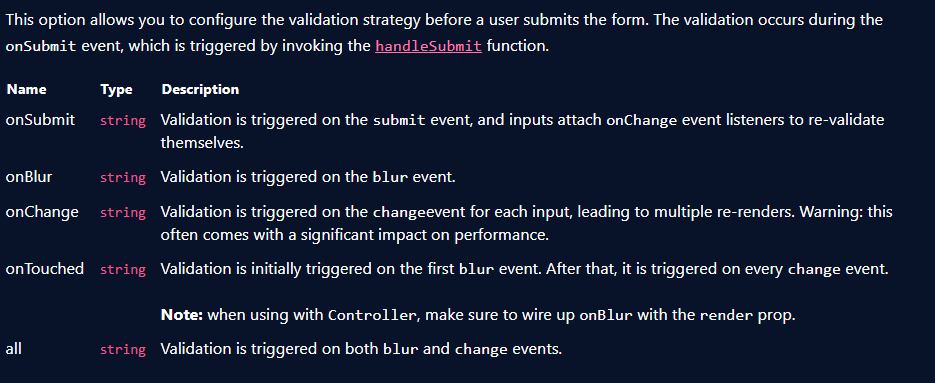 This option allows you to configure the validation strategy before a user submits the form. The validation occurs during the
onSubmit event, which is triggered by invoking the handleSubmit function.
Name Type Description
onSubmit string Validation is triggered on the submit event, and inputs attach onChange event listeners to re-validate
themselves.
onBlur string Validation is triggered on the blur event.
onChange string Validation is triggered on the changeevent for each input, leading to multiple re-renders. Warning: this
often comes with a significant impact on performance.
onTouched string Validation is initially triggered on the first blur event. After that, it is triggered on every change event.
Note: when using with Controller, make sure to wire up onBlur with the render prop.
all string Validation is triggered on both blur and change events.